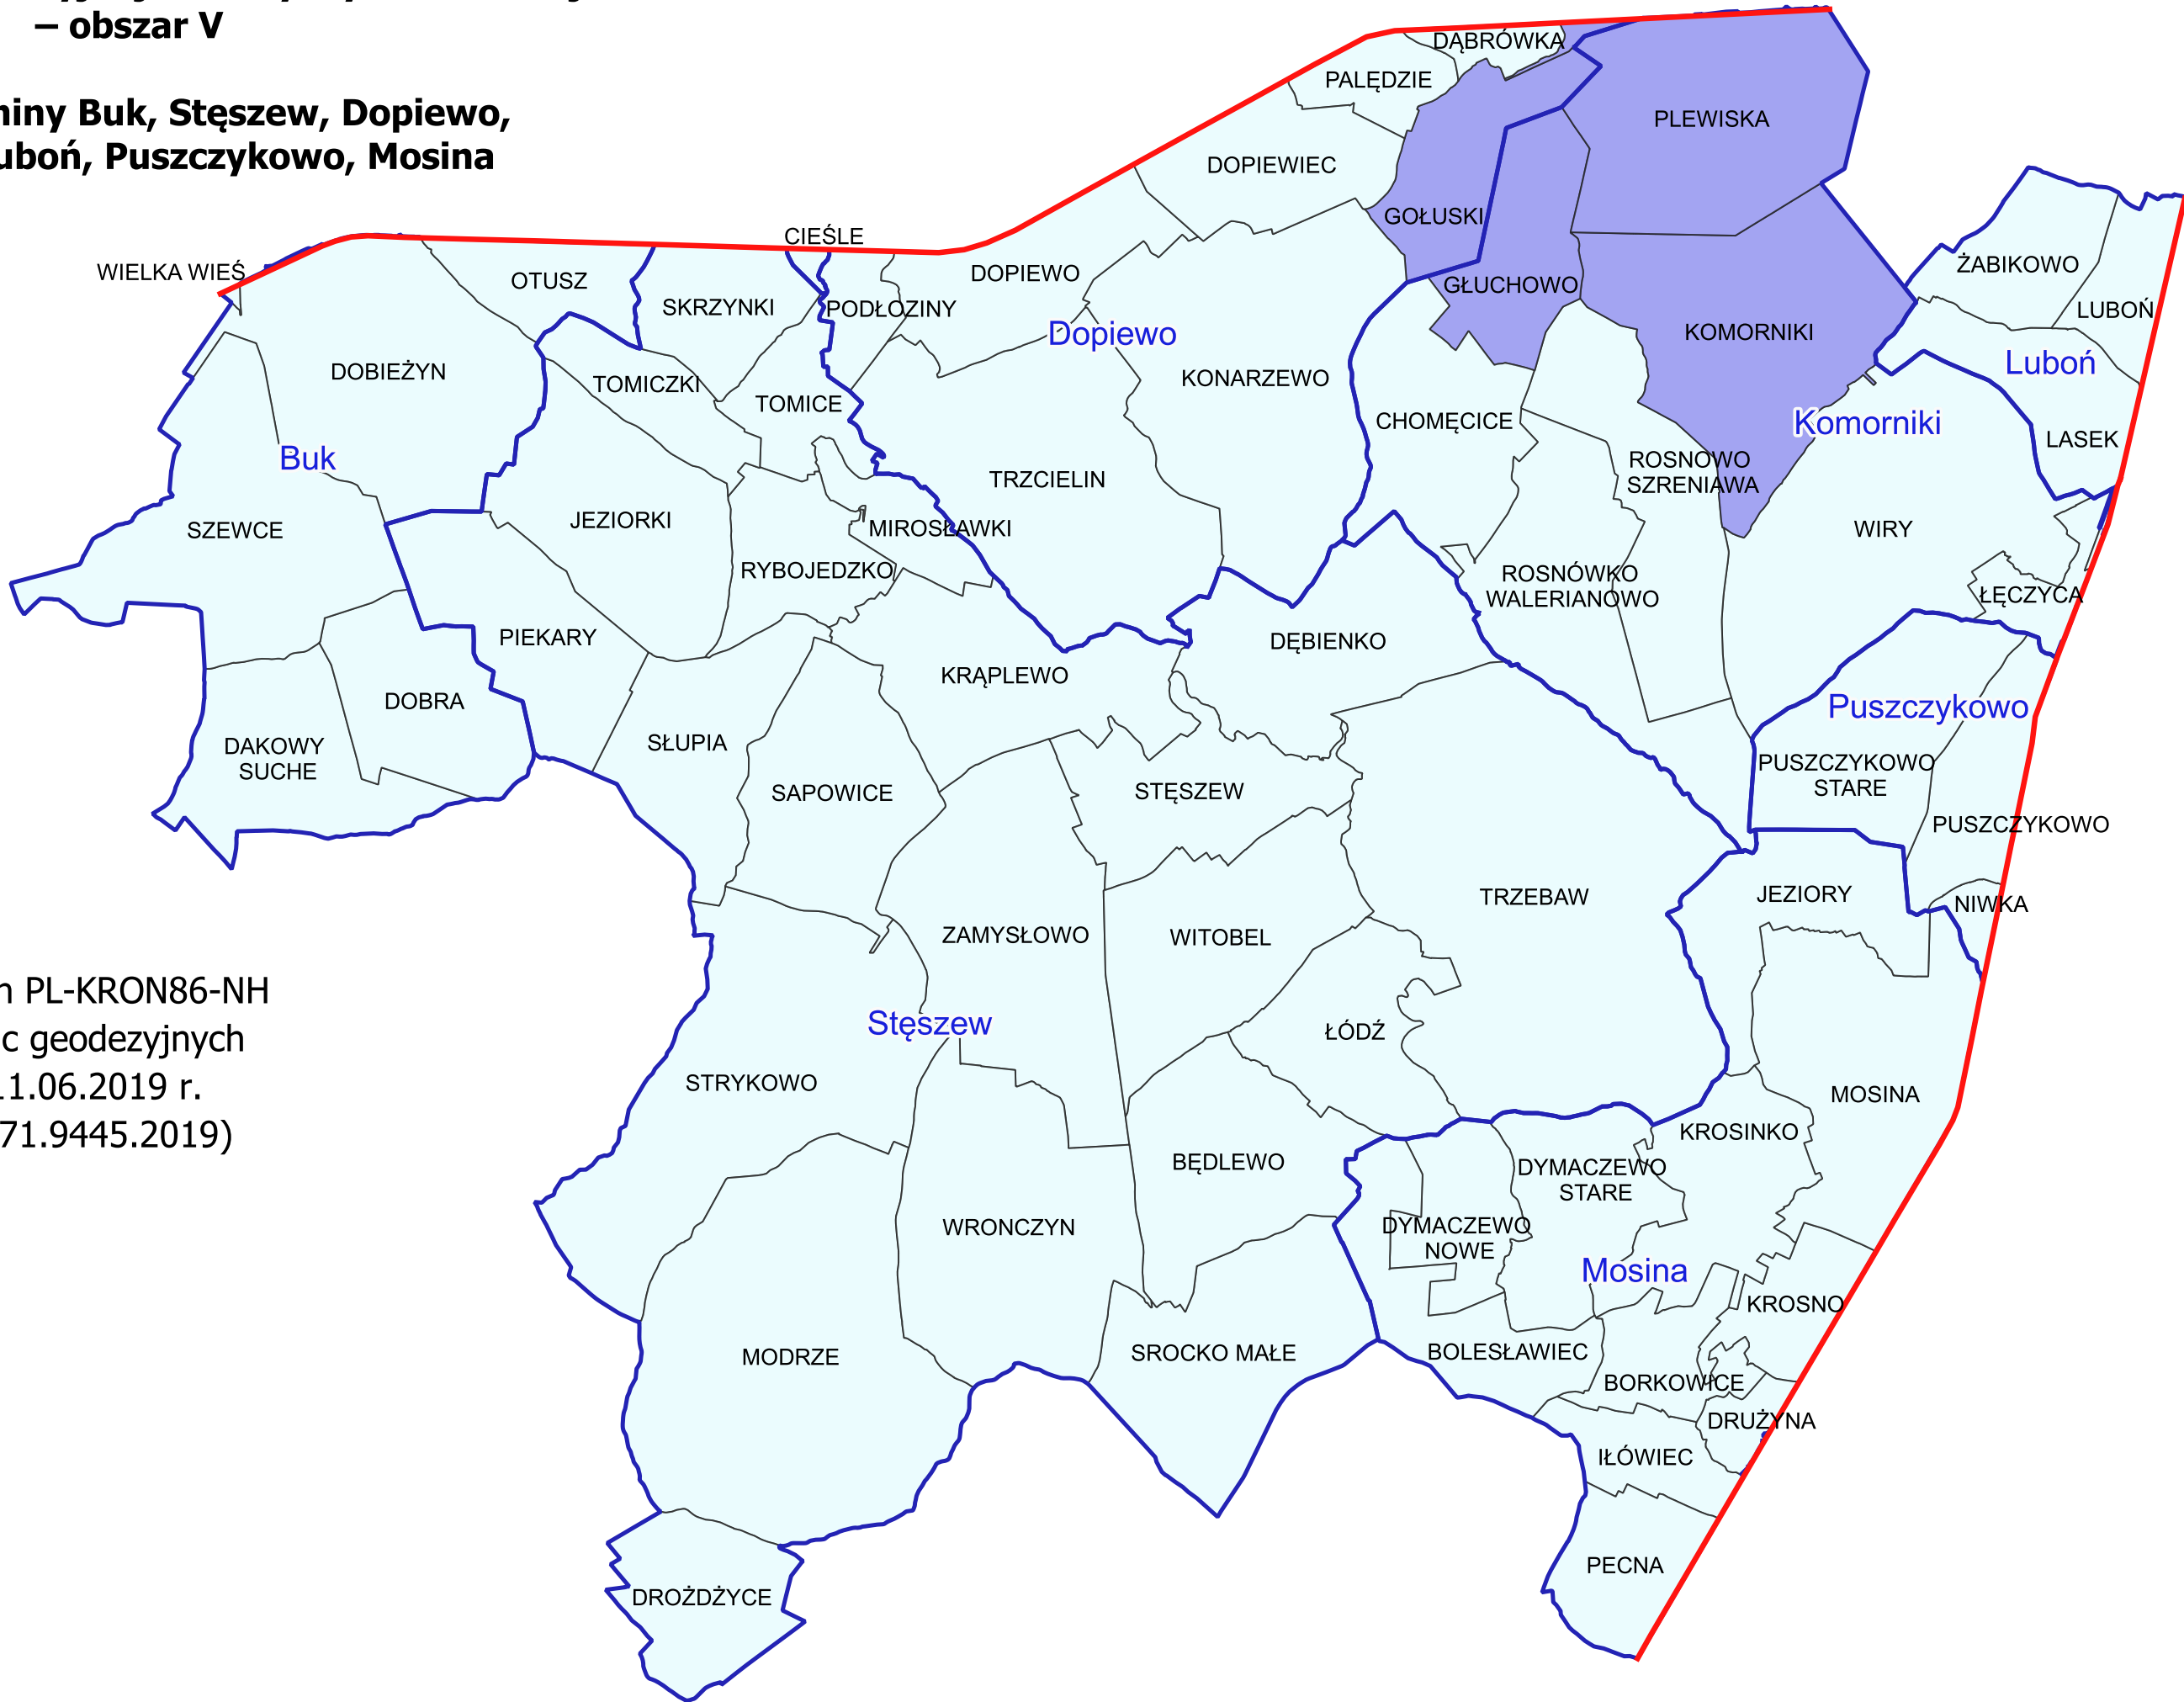 – obszar V
Buk, Stęszew, Dopiewo,
Puszczykowo, Mosina
DĄBRÓWKA
PALĘDZIE
PLEWISKA
DOPIEWIEC
GOŁUSKI
CIEŚLE
WIELKA WIEŚ
OTUSZ
SKRZYNKI
PODŁOZINY
DOPIEWO
Dopiewo
GŁUCHOWO
KOMORNIKI
ŻABIKOWO
LUBOŃ
Luboń
DOBIEŻYN
TOMICZKI
TOMICE
KONARZEWO
CHOMĘCICE
Komorniki
LASEK
Buk
TRZCIELIN
ROSNOWO
SZRENIAWA
SZEWCE
JEZIORKI
MIROSŁAWKI
WIRY
RYBOJEDZKO
ROSNÓWKO
WALERIANOWO
ŁĘCZYCA
PIEKARY
DĘBIENKO
KRĄPLEWO
DOBRA
Puszczykowo
DAKOWY
SUCHE
SŁUPIA
SAPOWICE
STĘSZEW
PUSZCZYKOWO
STARE
PUSZCZYKOWO
TRZEBAW
JEZIORY
NIWKA
ZAMYSŁOWO
WITOBEL
PL-KRON86-NH
Stęszew
ŁÓDŹ
geodezyjnych
STRYKOWO
MOSINA
11.06.2019 r.
71.9445.2019)
KROSINKO
BĘDLEWO
DYMACZEWO
STARE
WRONCZYN
DYMACZEWO
NOWE
Mosina
KROSNO
MODRZE
SROCKO MAŁE
BOLESŁAWIEC
BORKOWICE
DRUŻYNA
IŁÓWIEC
PECNA
DROŻDŻYCE